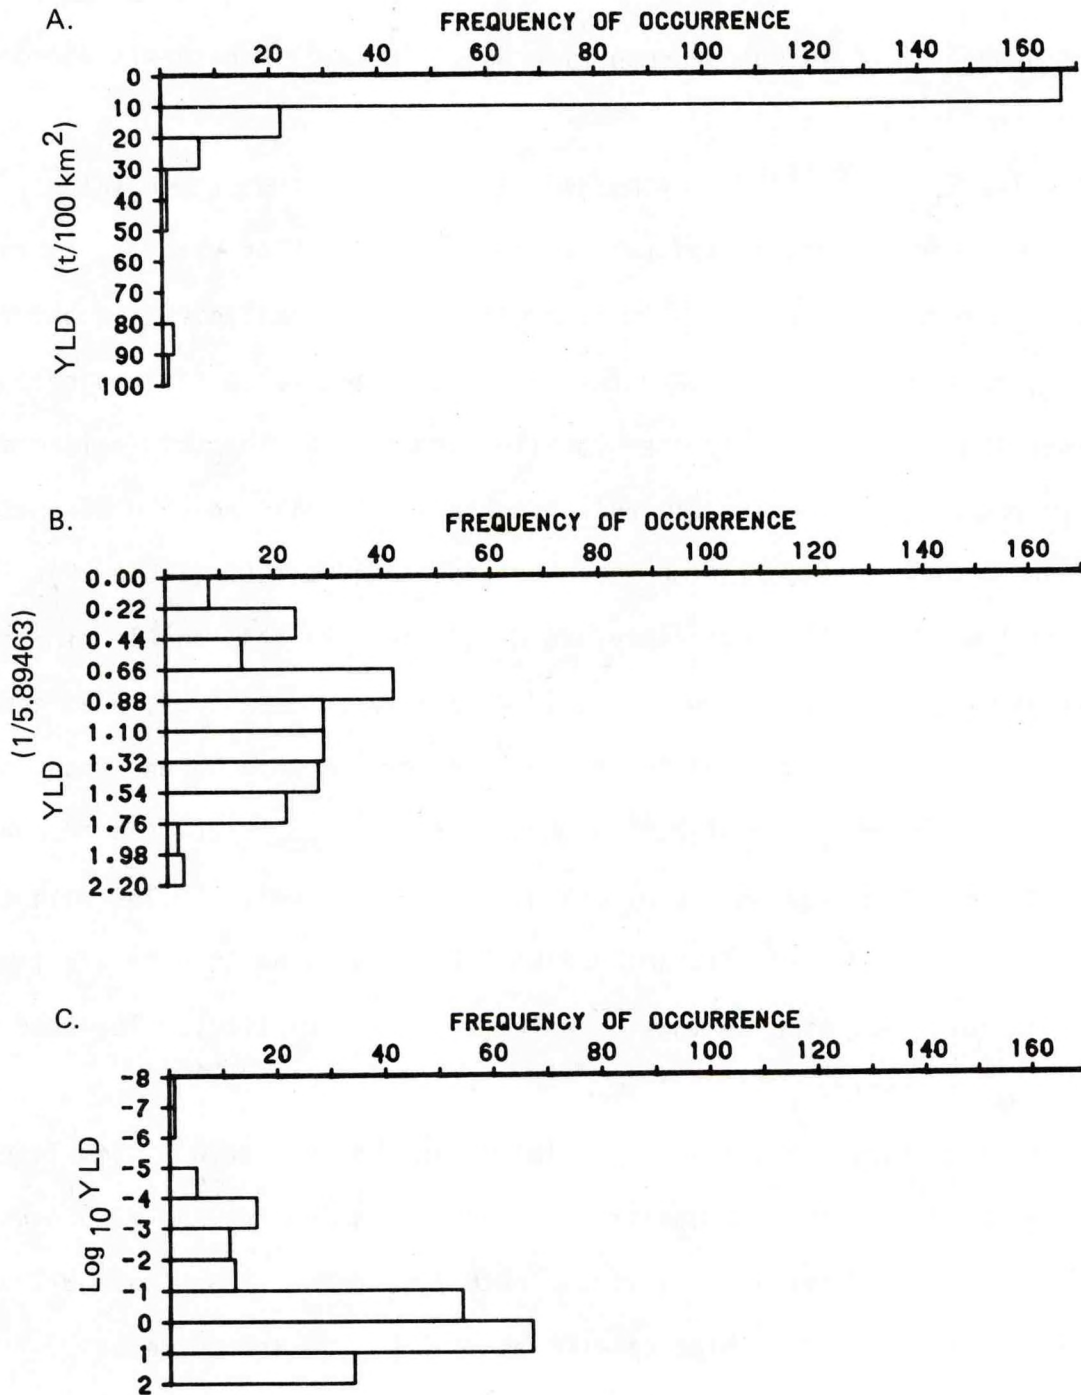 A.
FREQUENCY OF OCCURRENCE
20 40 60 80 100 120 140 160
0
10
20
30
40
50
60
70
80
90
100
YLD (t/100 km²)
B.
FREQUENCY OF OCCURRENCE
20 40 60 80 100 120 140 160
0.00
0.22
0.44
0.66
0.88
1.10
1.32
1.54
1.76
1.98
2.20
YLD (1/5.89463)
C.
FREQUENCY OF OCCURRENCE
20 40 60 80 100 120 140 160
-8
-7
-6
-5
-4
-3
-2
-1
0
1
2
Log 10 YLD